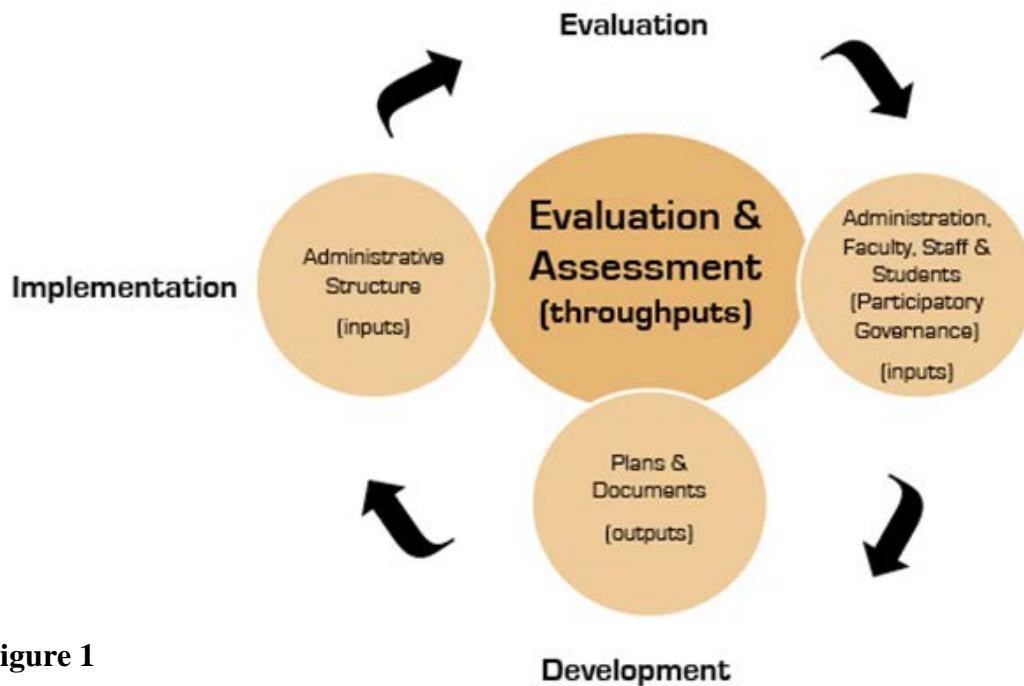 Evaluation
Evaluation &
Assessment
(throughputs)
Administrative
Structure
(inputs)
Administration,
Faculty, Staff &
Students
(Participatory
Governance)
(inputs)
Implementation
Plans &
Documents
(outputs)
igure 1
Development